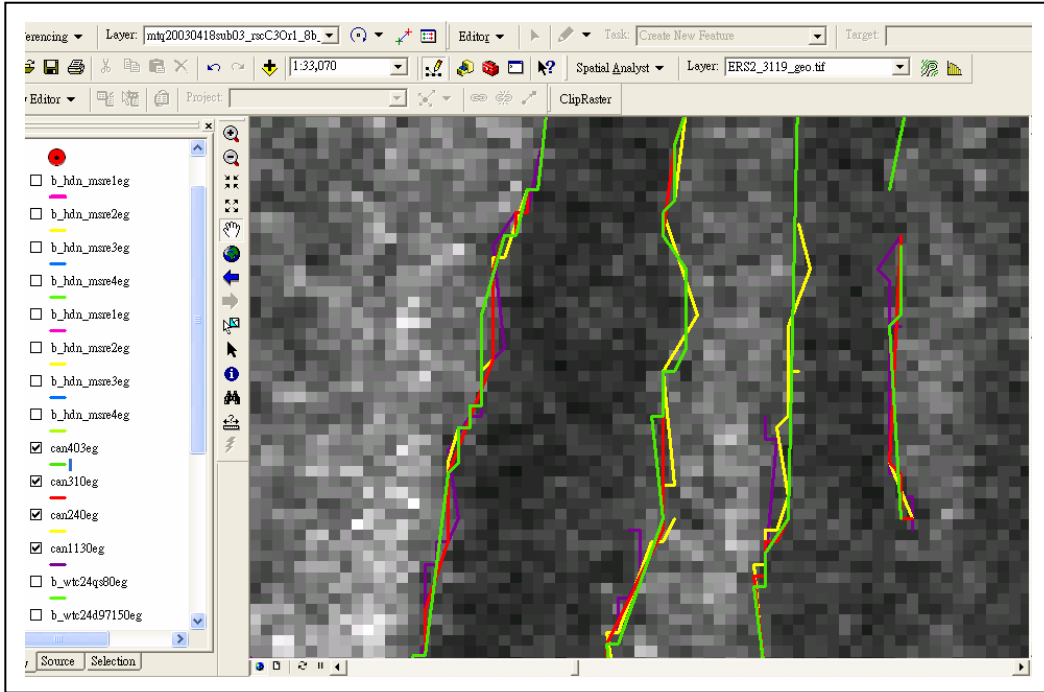 erencing Layer: mtq20030418sub03_rscC3Or1_8b_ Editor Task: Create New Feature Target:
1:33,070 Spatial Analyst Layer: ERS2_3119_geo.tif
Editor Project: ClipRaster
b_hdn_msre1eg
b_hdn_msre2eg
b_hdn_msre3eg
b_hdn_msre4eg
b_hdn_msre1eg
b_hdn_msre2eg
b_hdn_msre3eg
b_hdn_msre4eg
can403eg
can310eg
can240eg
can1130eg
b_wtc24qs80eg
b_wtc24d97150eg
Source Selection